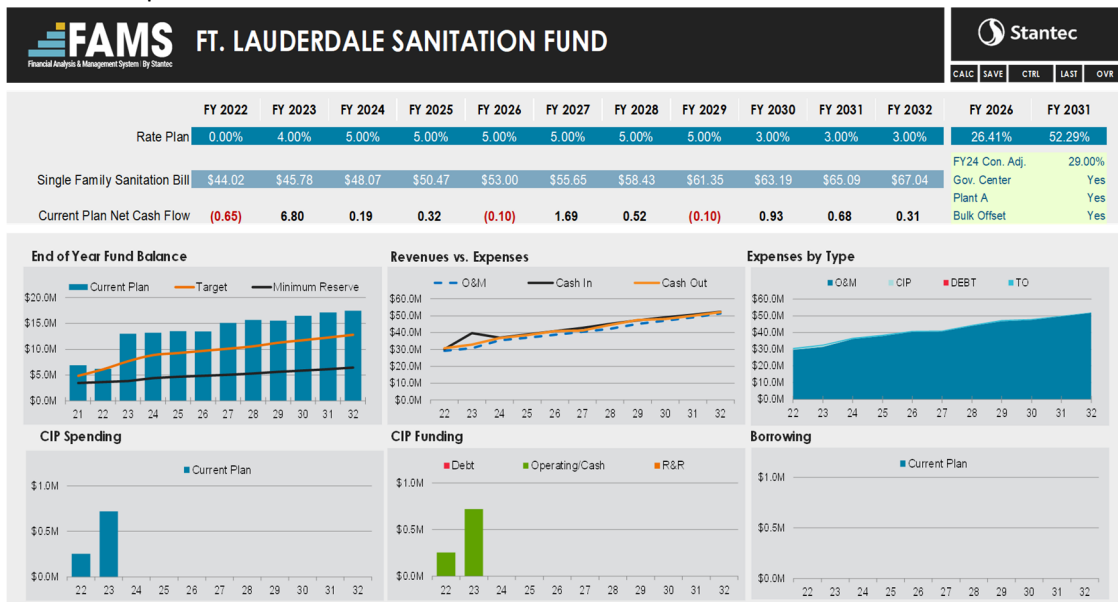 FAMS
Financial Analysis & Management System | By Stantec
FT. LAUDERDALE SANITATION FUND
Stantec
CALC SAVE CTRL LAST OVR
FY 2022 FY 2023 FY 2024 FY 2025 FY 2026 FY 2027 FY 2028 FY 2029 FY 2030 FY 2031 FY 2032 FY 2026 FY 2031
Rate Plan 0.00% 4.00% 5.00% 5.00% 5.00% 5.00% 5.00% 5.00% 3.00% 3.00% 3.00% 26.41% 52.29%
FY24 Con. Adj. 29.00%
Single Family Sanitation Bill $44.02 $45.78 $48.07 $50.47 $53.00 $55.65 $58.43 $61.35 $63.19 $65.09 $67.04 Gov. Center Yes
Plant A Yes
Current Plan Net Cash Flow (0.65) 6.80 0.19 0.32 (0.10) 1.69 0.52 (0.10) 0.93 0.68 0.31 Bulk Offset Yes
End of Year Fund Balance
Current Plan Target Minimum Reserve
$20.0M
$15.0M
$10.0M
$5.0M
$0.0M
21 22 23 24 25 26 27 28 29 30 31 32
Revenues vs. Expenses
O&M Cash In Cash Out
$60.0M
$50.0M
$40.0M
$30.0M
$20.0M
$10.0M
$0.0M
22 23 24 25 26 27 28 29 30 31 32
Expenses by Type
O&M CIP DEBT TO
$60.0M
$50.0M
$40.0M
$30.0M
$20.0M
$10.0M
$0.0M
22 23 24 25 26 27 28 29 30 31 32
CIP Spending
Current Plan
$1.0M
$0.5M
$0.0M
22 23 24 25 26 27 28 29 30 31 32
CIP Funding
Debt Operating/Cash R&R
$1.0M
$0.5M
$0.0M
22 23 24 25 26 27 28 29 30 31 32
Borrowing
Current Plan
$1.0M
$0.5M
$0.0M
22 23 24 25 26 27 28 29 30 31 32